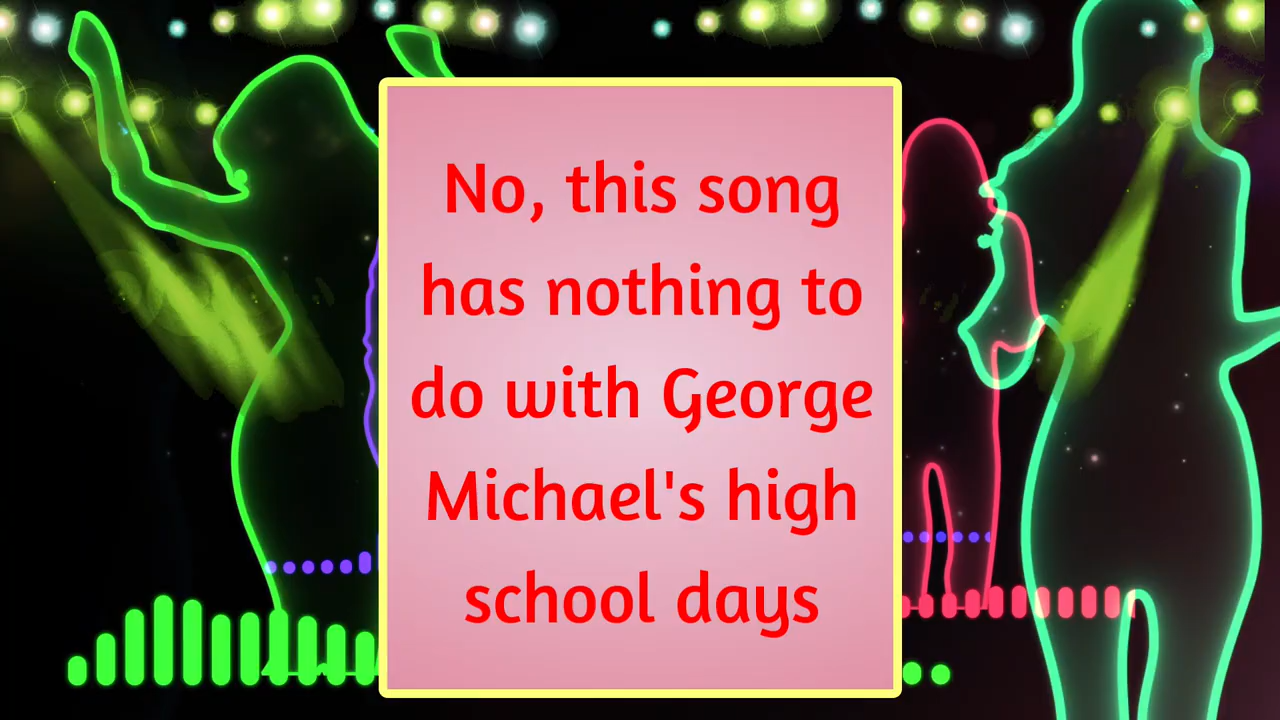 No, this song
has nothing to
do with George
Michael's high
school days